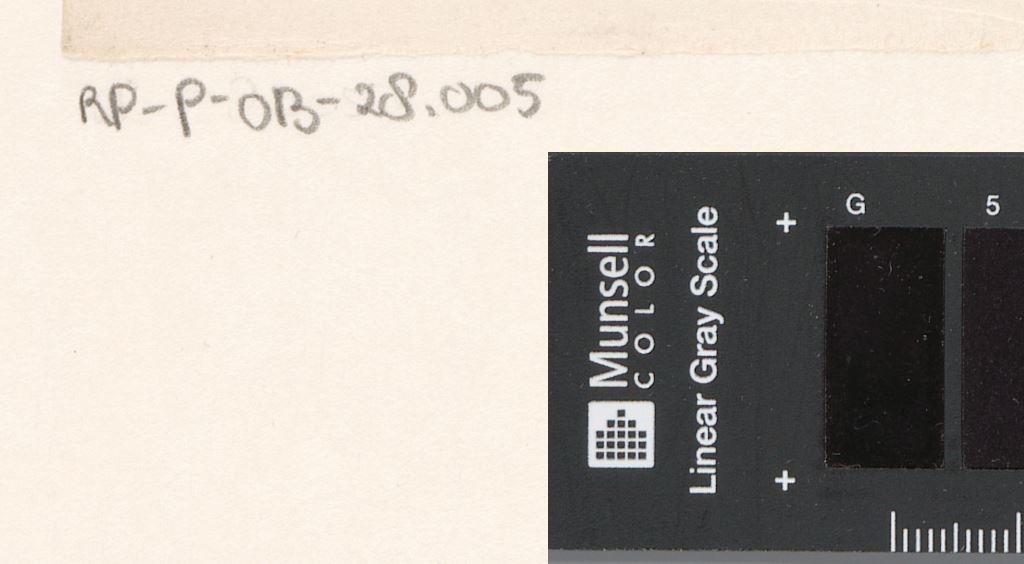 RP-P-OB-28.005
Munsell
COLOR
Linear Gray Scale
G
5